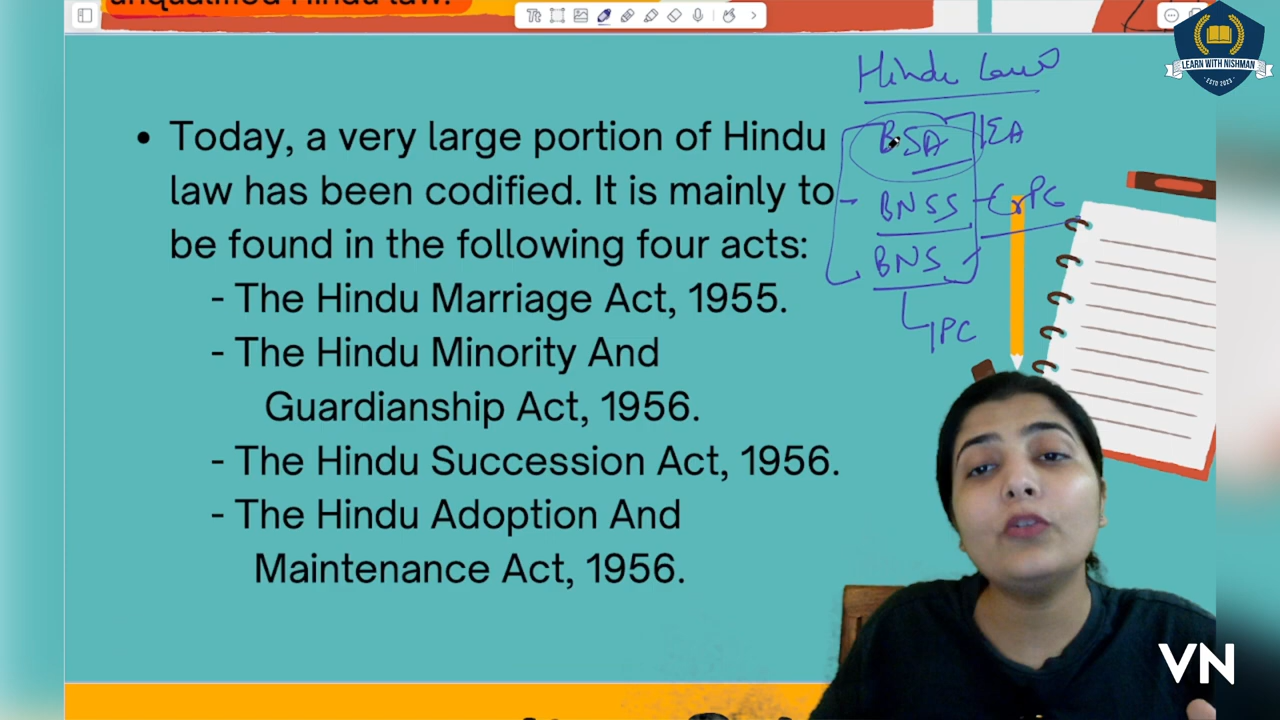 unqualified Hindu law.
LEARN WITH NISHMAN
ESTD 2023
Hindu Law
• Today, a very large portion of Hindu
law has been codified. It is mainly to
be found in the following four acts:
- The Hindu Marriage Act, 1955.
- The Hindu Minority And
Guardianship Act, 1956.
- The Hindu Succession Act, 1956.
- The Hindu Adoption And
Maintenance Act, 1956.
BSA IEA
BNSS CrPC
BNS
IPC
VN